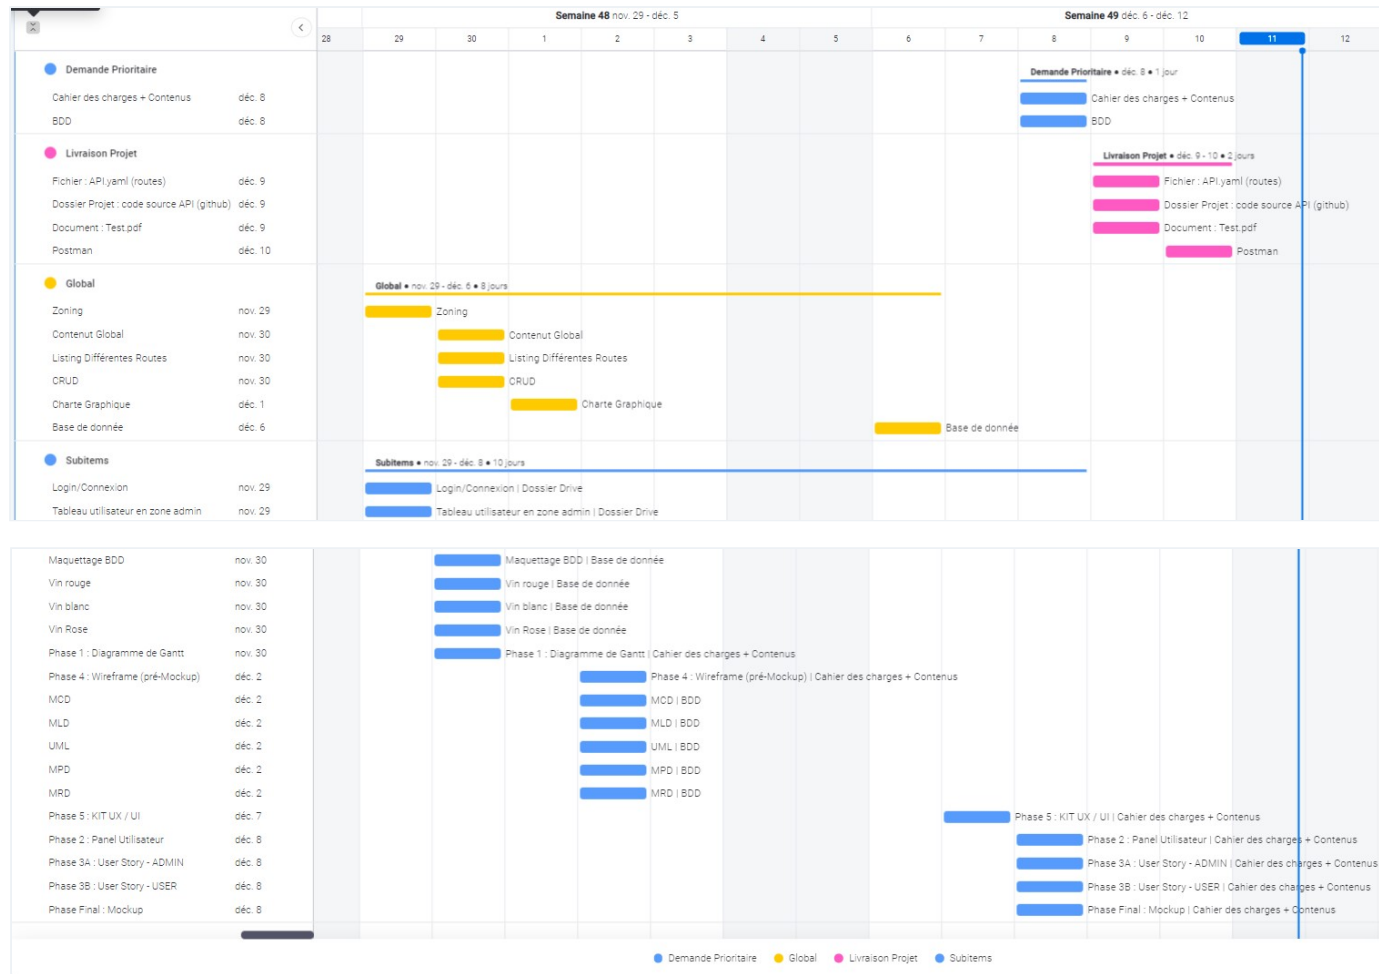 Semaine 48 nov. 29 - déc. 5 Semaine 49 déc. 6 - déc. 12
28 29 30 1 2 3 4 5 6 7 8 9 10 11 12
Demande Prioritaire Demande Prioritaire • déc. 8 • 1 jour
Cahier des charges + Contenus déc. 8 Cahier des charges + Contenus
BDD déc. 8 BDD
Livraison Projet Livraison Projet • déc. 9 - 10 • 2 jours
Fichier : API.yaml (routes) déc. 9 Fichier : API.yaml (routes)
Dossier Projet : code source API (github) déc. 9 Dossier Projet : code source API (github)
Document : Test.pdf déc. 9 Document : Test.pdf
Postman déc. 10 Postman
Global Global • nov. 29 - déc. 6 • 8 jours
Zoning nov. 29 Zoning
Contenut Global nov. 30 Contenut Global
Listing Différentes Routes nov. 30 Listing Différentes Routes
CRUD nov. 30 CRUD
Charte Graphique déc. 1 Charte Graphique
Base de donnée déc. 6 Base de donnée
Subitems Subitems • nov. 29 - déc. 8 • 10 jours
Login/Connexion nov. 29 Login/Connexion | Dossier Drive
Tableau utilisateur en zone admin nov. 29 Tableau utilisateur en zone admin | Dossier Drive
Maquettage BDD nov. 30 Maquettage BDD | Base de donnée
Vin rouge nov. 30 Vin rouge | Base de donnée
Vin blanc nov. 30 Vin blanc | Base de donnée
Vin Rose nov. 30 Vin Rose | Base de donnée
Phase 1 : Diagramme de Gantt nov. 30 Phase 1 : Diagramme de Gantt | Cahier des charges + Contenus
Phase 4 : Wireframe (pré-Mockup) déc. 2 Phase 4 : Wireframe (pré-Mockup) | Cahier des charges + Contenus
MCD déc. 2 MCD | BDD
MLD déc. 2 MLD | BDD
UML déc. 2 UML | BDD
MPD déc. 2 MPD | BDD
MRD déc. 2 MRD | BDD
Phase 5 : KIT UX / UI déc. 7 Phase 5 : KIT UX / UI | Cahier des charges + Contenus
Phase 2 : Panel Utilisateur déc. 8 Phase 2 : Panel Utilisateur | Cahier des charges + Contenus
Phase 3A : User Story - ADMIN déc. 8 Phase 3A : User Story - ADMIN | Cahier des charges + Contenus
Phase 3B : User Story - USER déc. 8 Phase 3B : User Story - USER | Cahier des charges + Contenus
Phase Final : Mockup déc. 8 Phase Final : Mockup | Cahier des charges + Contenus
Demande Prioritaire Global Livraison Projet Subitems